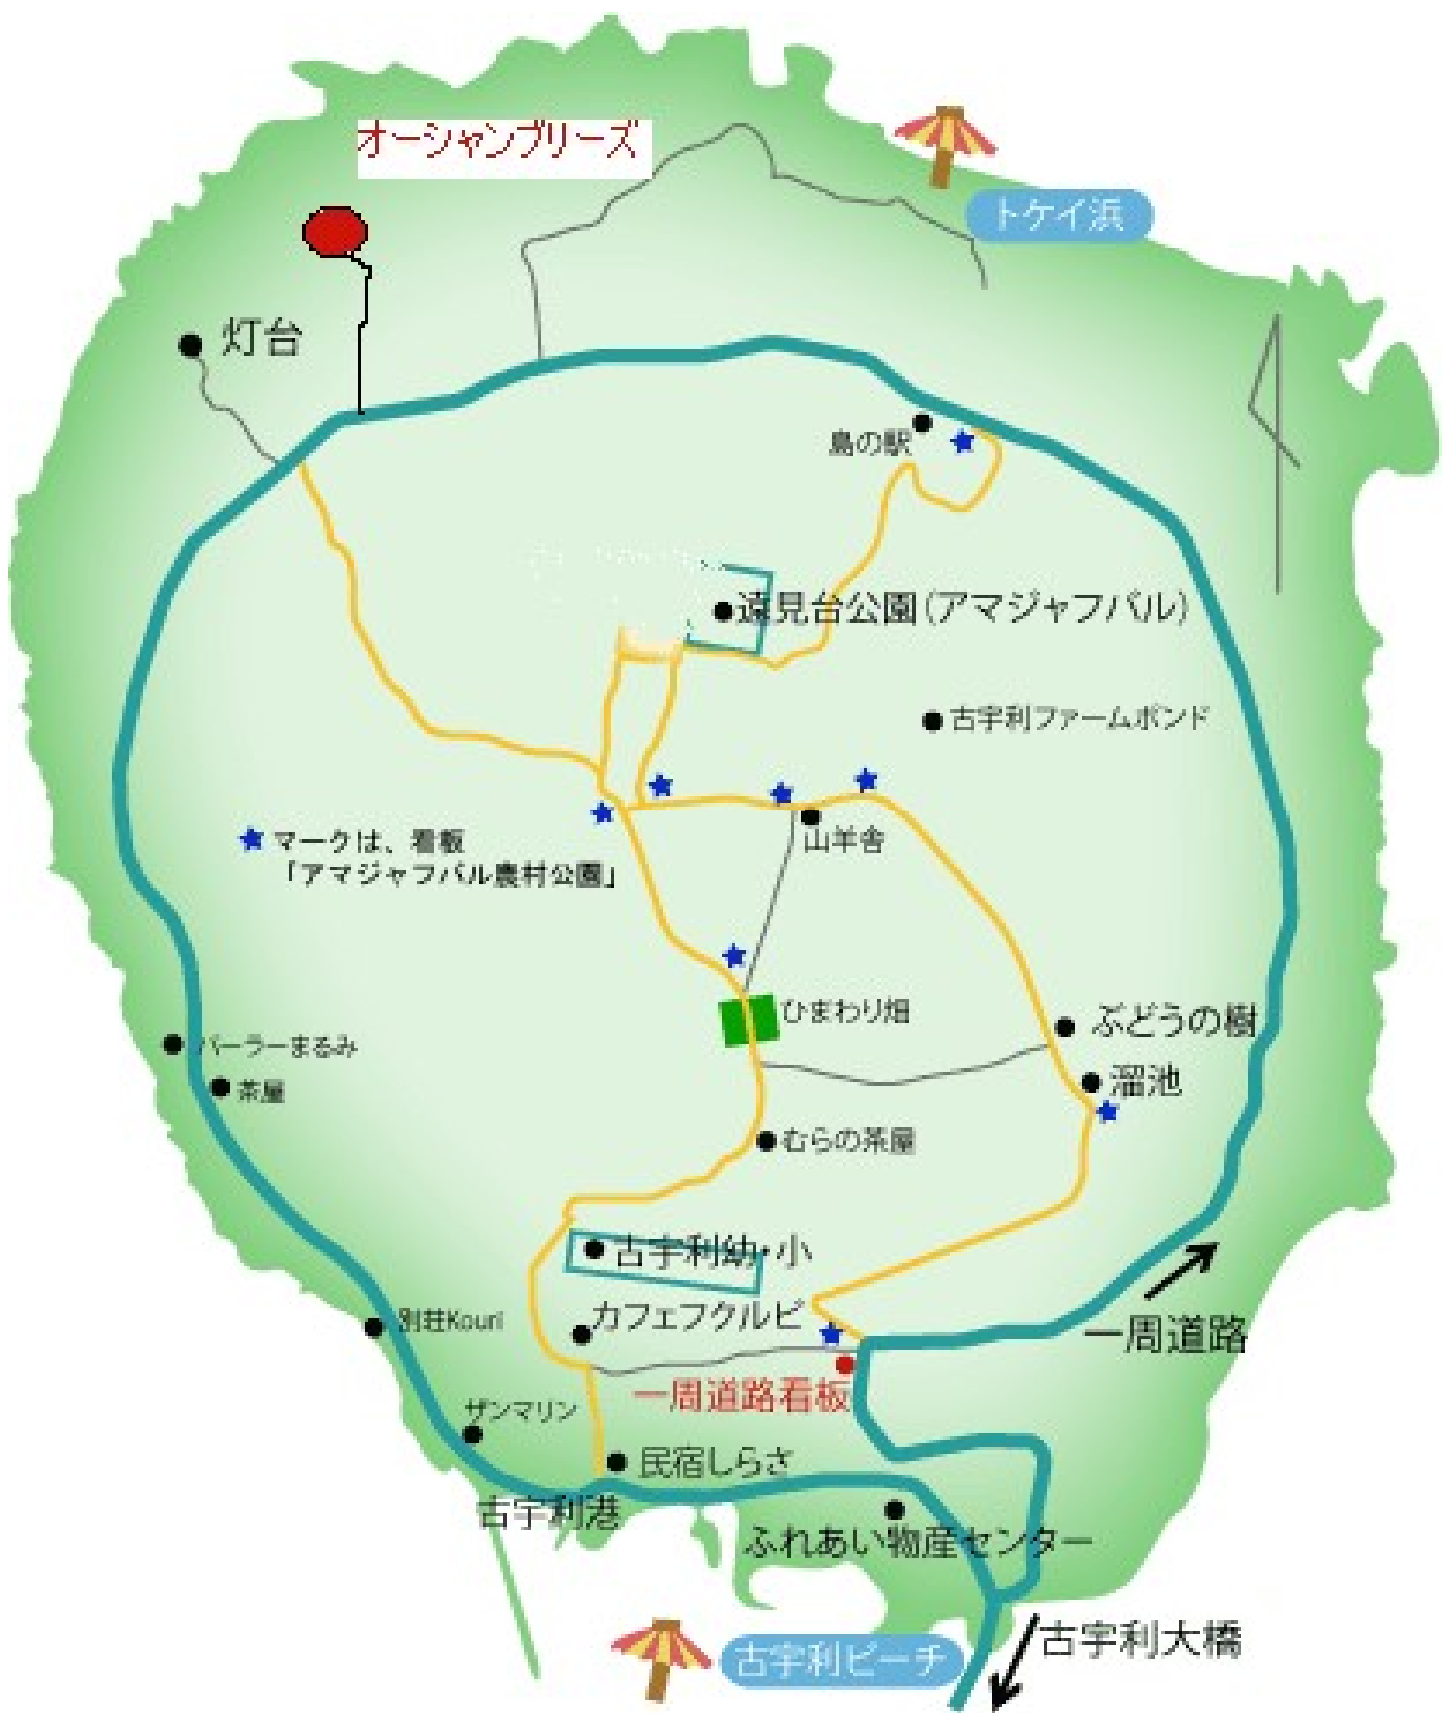 オーシャンブリーズ
トケイ浜
灯台
島の駅
遠見台公園(アマジャフバル)
古宇利ファームポンド
山羊舎
★マークは、看板
「アマジャフバル農村公園」
ひまわり畑
ぶどうの樹
パーラーまるみ
溜池
茶屋
むらの茶屋
古宇利幼・小
カフェフクルビ
別荘Kouri
一周道路
一周道路看板
ザンマリン
民宿しらさ
古宇利港
ふれあい物産センター
古宇利大橋
古宇利ビーチ